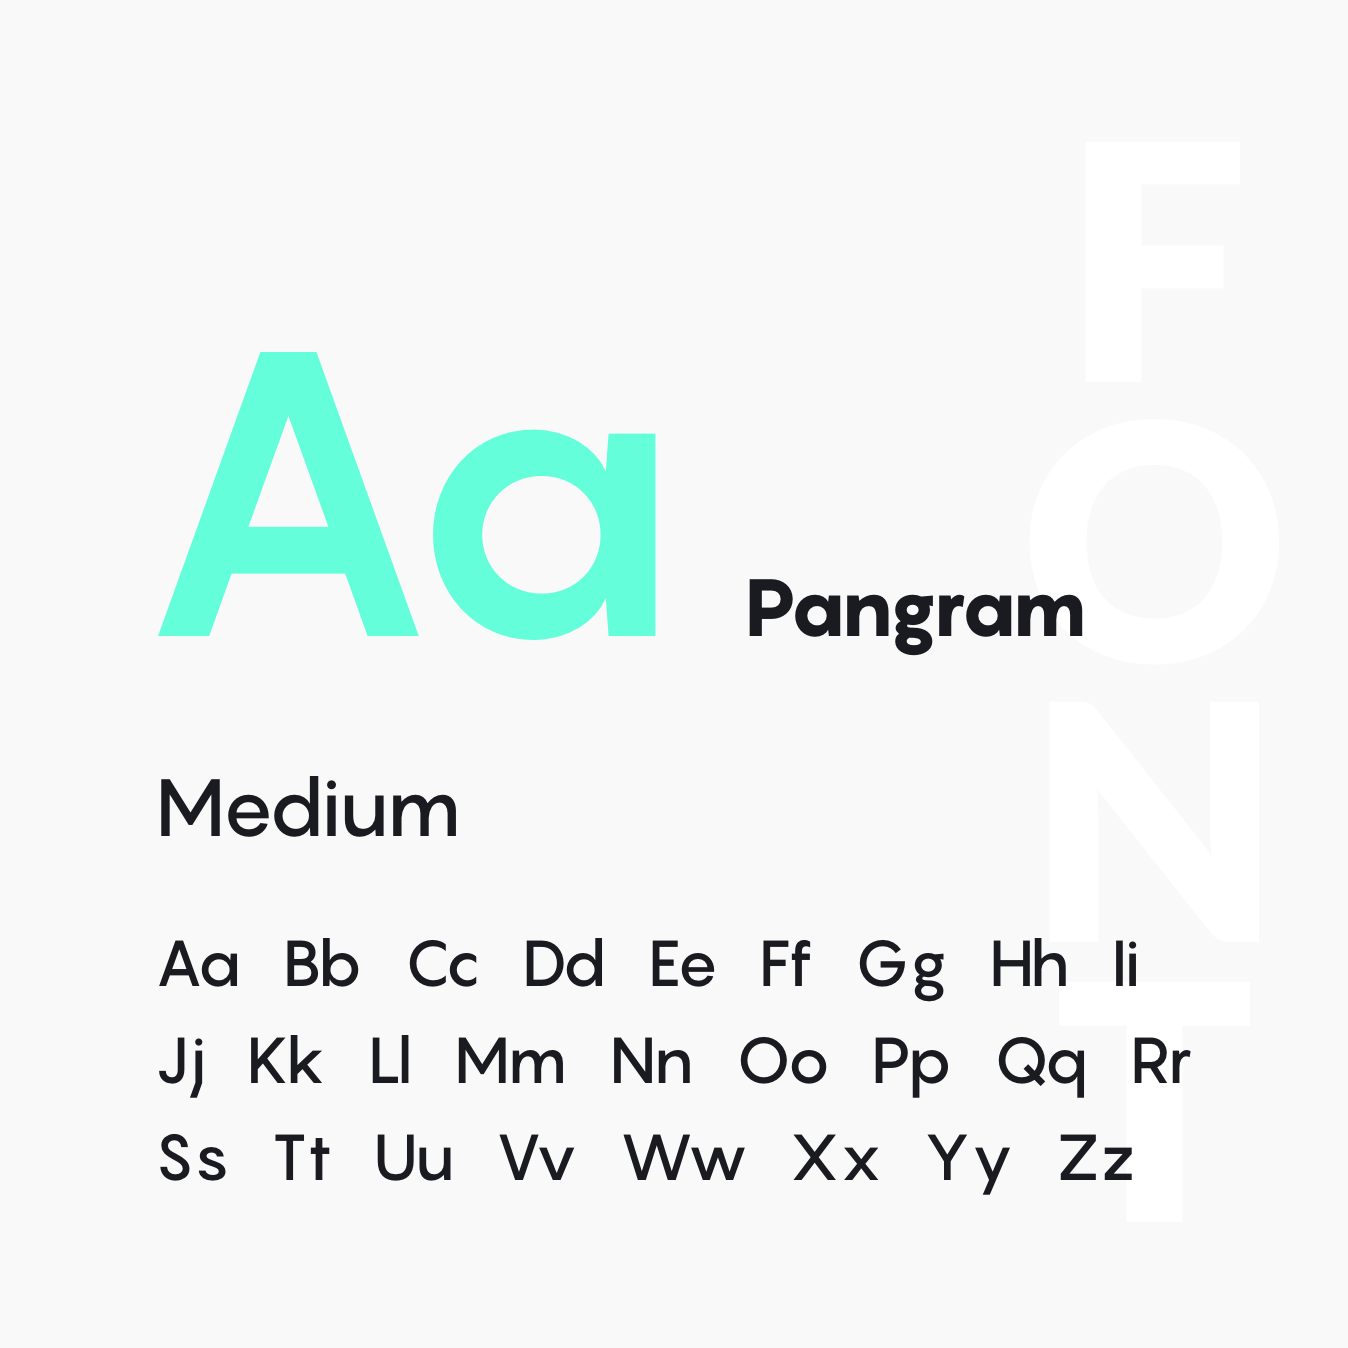 Aa Pangram
FONT
Medium
Aa Bb Cc Dd Ee Ff Gg Hh Ii
Jj Kk Ll Mm Nn Oo Pp Qq Rr
Ss Tt Uu Vv Ww Xx Yy Zz